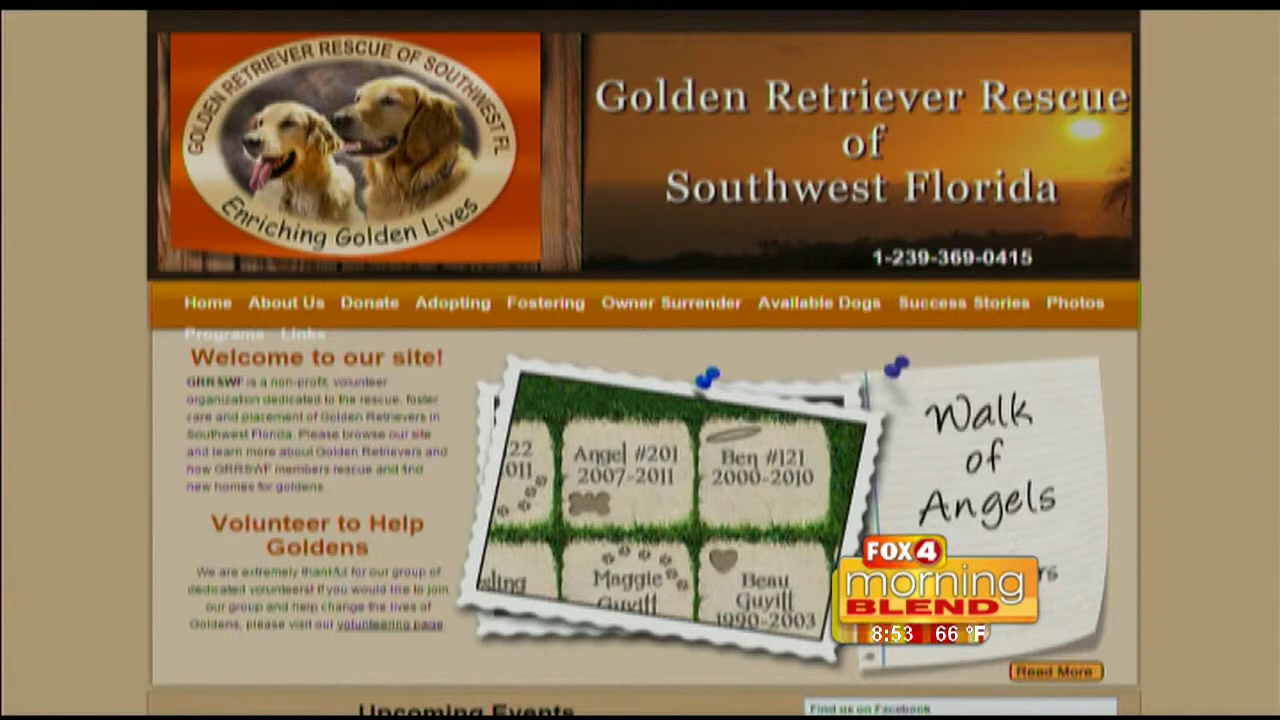 GOLDEN RETRIEVER RESCUE OF SOUTHWEST FL
Enriching Golden Lives
Golden Retriever Rescue
of
Southwest Florida
1-239-369-0415
Home About Us Donate Adopting Fostering Owner Surrender Available Dogs Success Stories Photos
Programs Links
Welcome to our site!
GRRSWF is a non-profit, volunteer
organization dedicated to the rescue, foster
care and placement of Golden Retrievers in
Southwest Florida. Please browse our site
and learn more about Golden Retrievers and
how GRRSWF members rescue and find
new homes for goldens.
Volunteer to Help
Goldens
We are extremely thankful for our group of
dedicated volunteers! If you would like to join
our group and help change the lives of
Goldens, please visit our volunteering page
22
011
Angel #201
2007-2011
Ben #121
2000-2010
sling
Maggie
Guyitt
Beau
Guyitt
1990-2003
Walk
of
Angels
rs
FOX 4
morning
BLEND
8:53 66 °F
Read More
Upcoming Events
Find us on Facebook